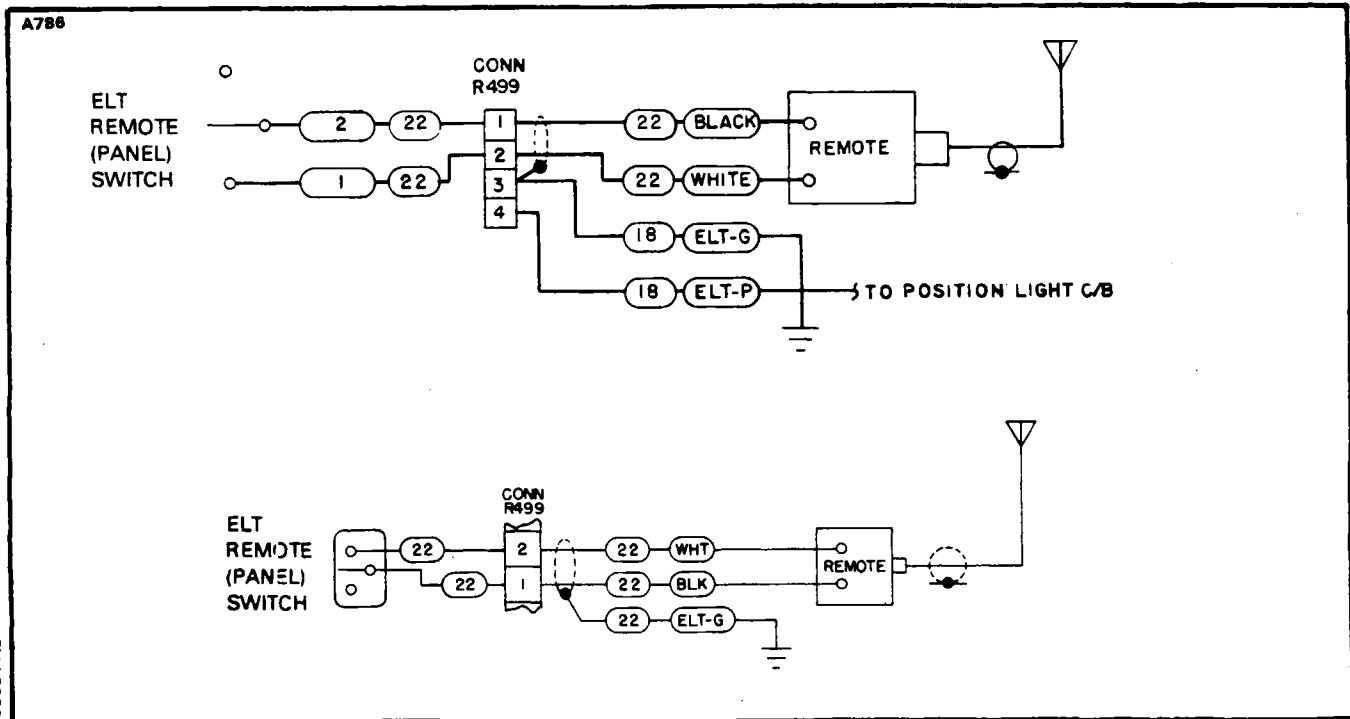 A786
CONN
R499
ELT
REMOTE
(PANEL)
SWITCH
2 22 1 22 BLACK
1 22 2 22 WHITE
3 18 ELT-G
4 18 ELT-P TO POSITION LIGHT C/B
REMOTE
CONN
R499
ELT
REMOTE
(PANEL)
SWITCH
22 2 22 WHT
22 1 22 BLK
22 ELT-G
REMOTE